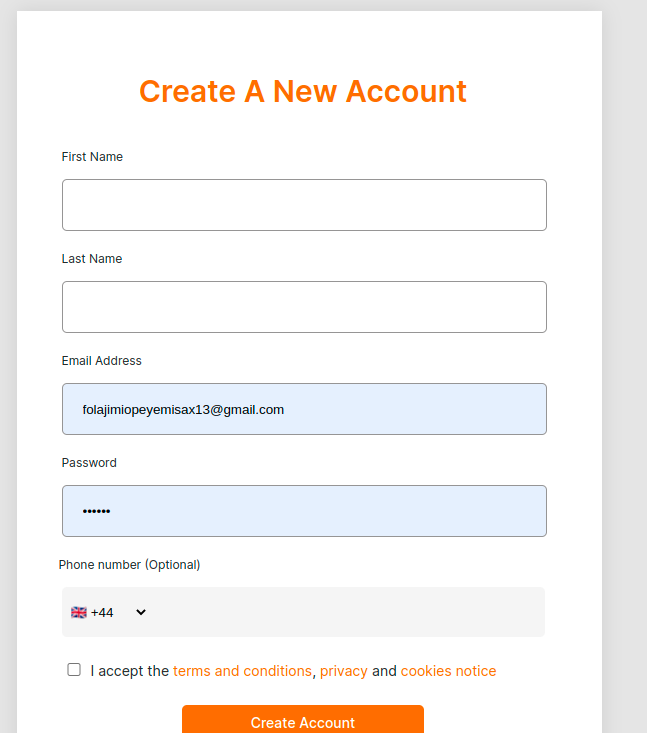 Create A New Account
First Name
Last Name
Email Address
folajimiopeyemisax13@gmail.com
Password
••••••
Phone number (Optional)
🇬🇧 +44
I accept the terms and conditions, privacy and cookies notice
Create Account